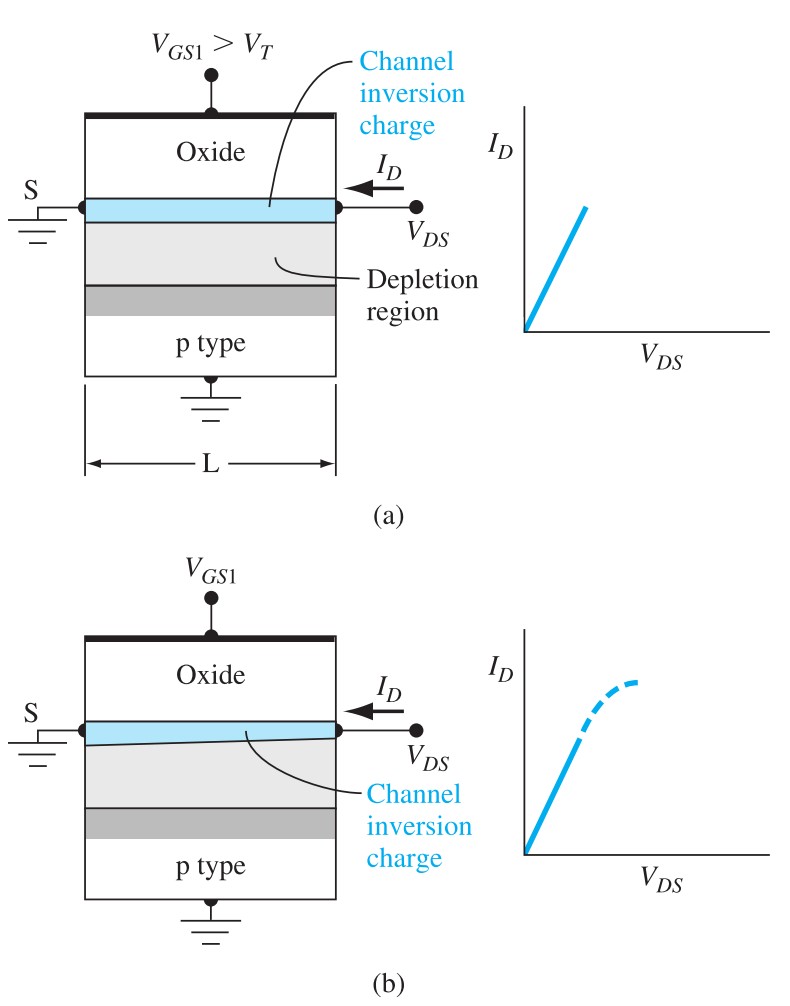 V_{GS1} > V_T
Channel
inversion
charge
Oxide
I_D
S
V_{DS}
Depletion
region
p type
L
I_D
V_{DS}
(a)
V_{GS1}
Oxide
I_D
S
V_{DS}
Channel
inversion
charge
p type
I_D
V_{DS}
(b)